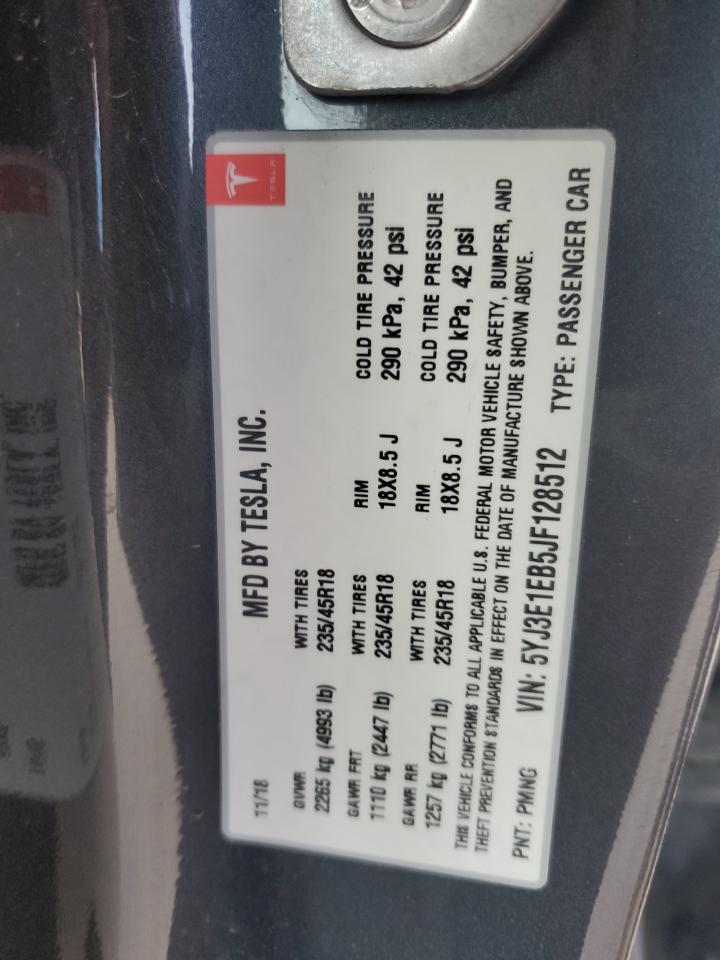 TESLA
MFD BY TESLA, INC.
11/18
GVWR WITH TIRES
2265 kg (4993 lb) 235/45R18
GAWR FRT WITH TIRES RIM COLD TIRE PRESSURE
1110 kg (2447 lb) 235/45R18 18X8.5 J 290 kPa, 42 psi
GAWR RR WITH TIRES RIM COLD TIRE PRESSURE
1257 kg (2771 lb) 235/45R18 18X8.5 J 290 kPa, 42 psi
THIS VEHICLE CONFORMS TO ALL APPLICABLE U.S. FEDERAL MOTOR VEHICLE SAFETY, BUMPER, AND
THEFT PREVENTION STANDARDS IN EFFECT ON THE DATE OF MANUFACTURE SHOWN ABOVE.
PNT: PMNG VIN: 5YJ3E1EB5JF128512 TYPE: PASSENGER CAR